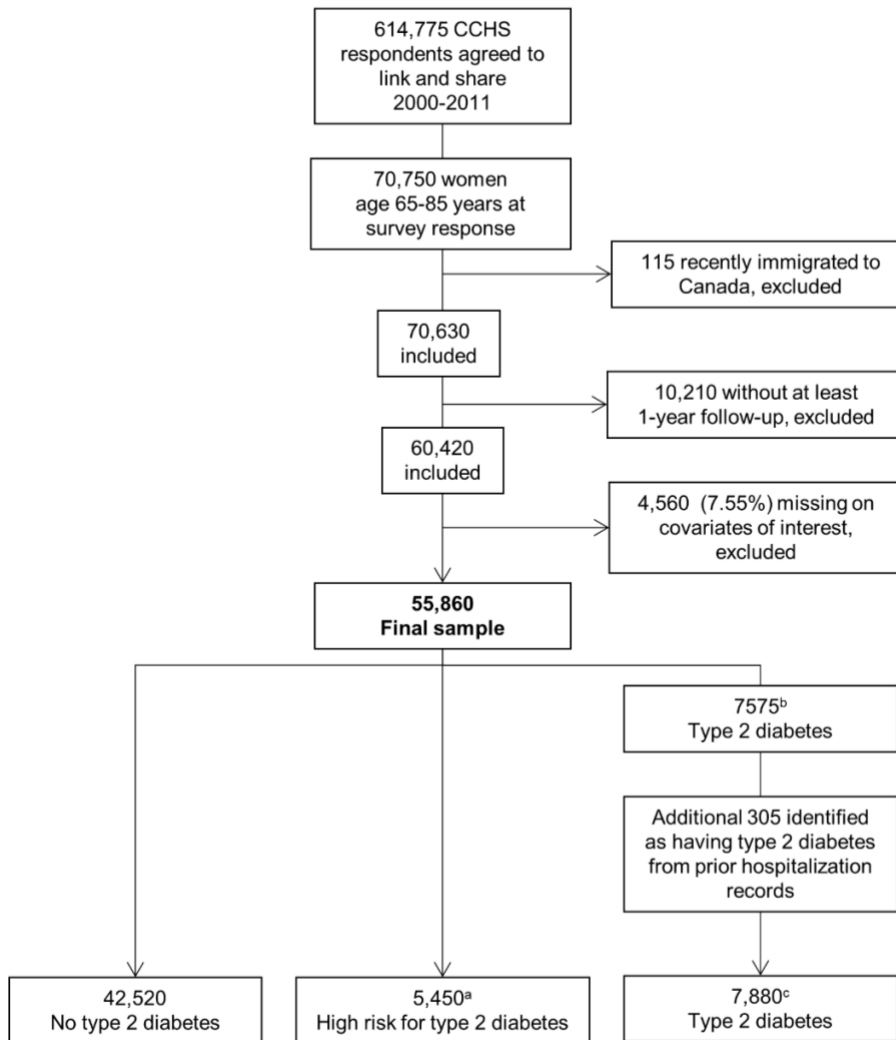 614,775 CCHS
respondents agreed to
link and share
2000-2011
70,750 women
age 65-85 years at
survey response
115 recently immigrated to
Canada, excluded
70,630
included
10,210 without at least
1-year follow-up, excluded
60,420
included
4,560 (7.55%) missing on
covariates of interest,
excluded
55,860
Final sample
7575ᵇ
Type 2 diabetes
Additional 305 identified
as having type 2 diabetes
from prior hospitalization
records
42,520
No type 2 diabetes
5,450ᵃ
High risk for type 2 diabetes
7,880ᶜ
Type 2 diabetes